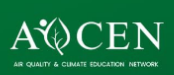 AQCEN
AIR QUALITY & CLIMATE EDUCATION NETWORK